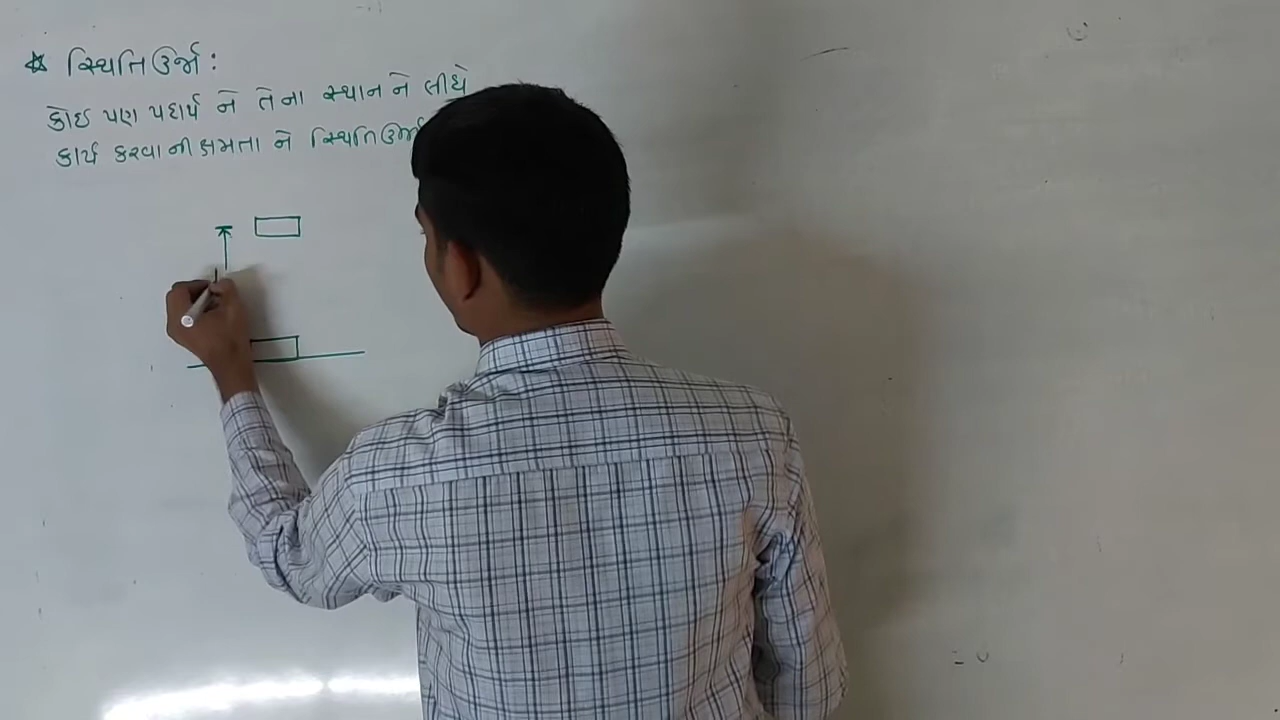 ★ સ્થિતિઉર્જા :
કોઈ પણ પદાર્થ ને તેના સ્થાન ને લીધે
કાર્ય કરવા ની ક્ષમતા ને સ્થિતિઉર્જા